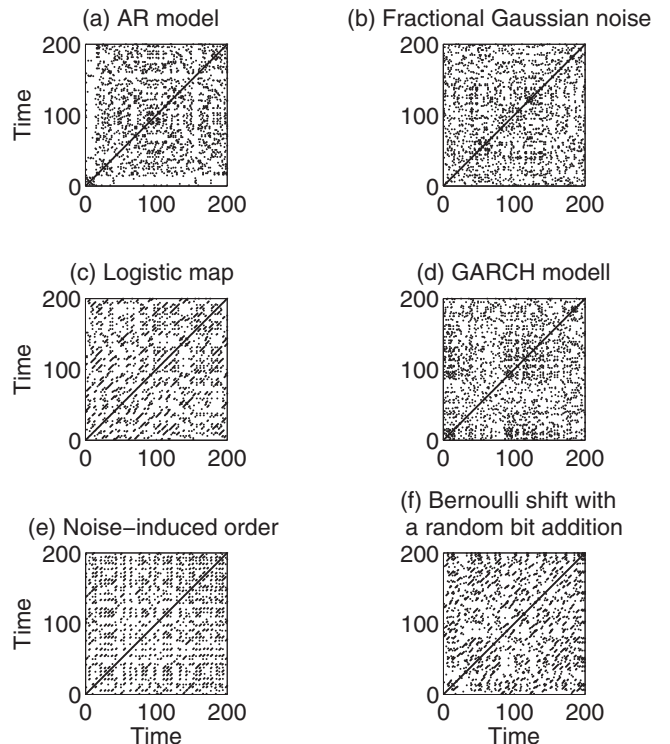 (a) AR model
200
100
0
Time
0 100 200
(b) Fractional Gaussian noise
200
100
0
0 100 200
(c) Logistic map
200
100
0
Time
0 100 200
(d) GARCH modell
200
100
0
0 100 200
(e) Noise−induced order
200
100
0
Time
0 100 200
Time
(f) Bernoulli shift with
a random bit addition
200
100
0
0 100 200
Time